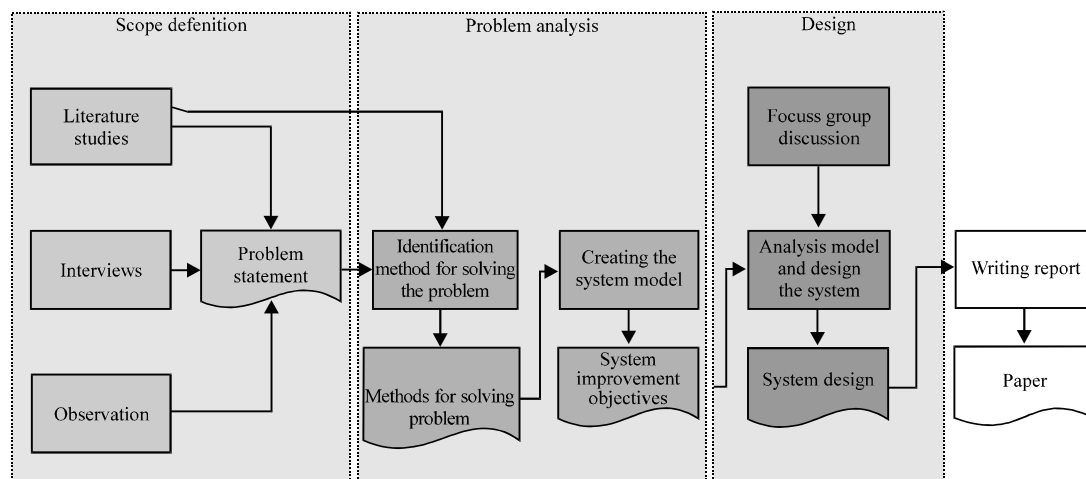 Scope defenition
Problem analysis
Design
Literature
studies
Interviews
Observation
Problem
statement
Identification
method for solving
the problem
Methods for solving
problem
Creating the
system model
System
improvement
objectives
Focuss group
discussion
Analysis model
and design
the system
System design
Writing report
Paper